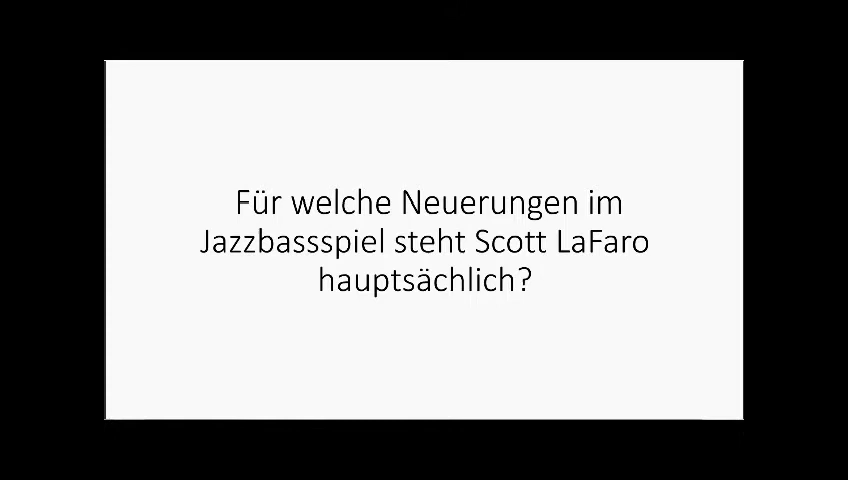 Für welche Neuerungen im
Jazzbassspiel steht Scott LaFaro
hauptsächlich?